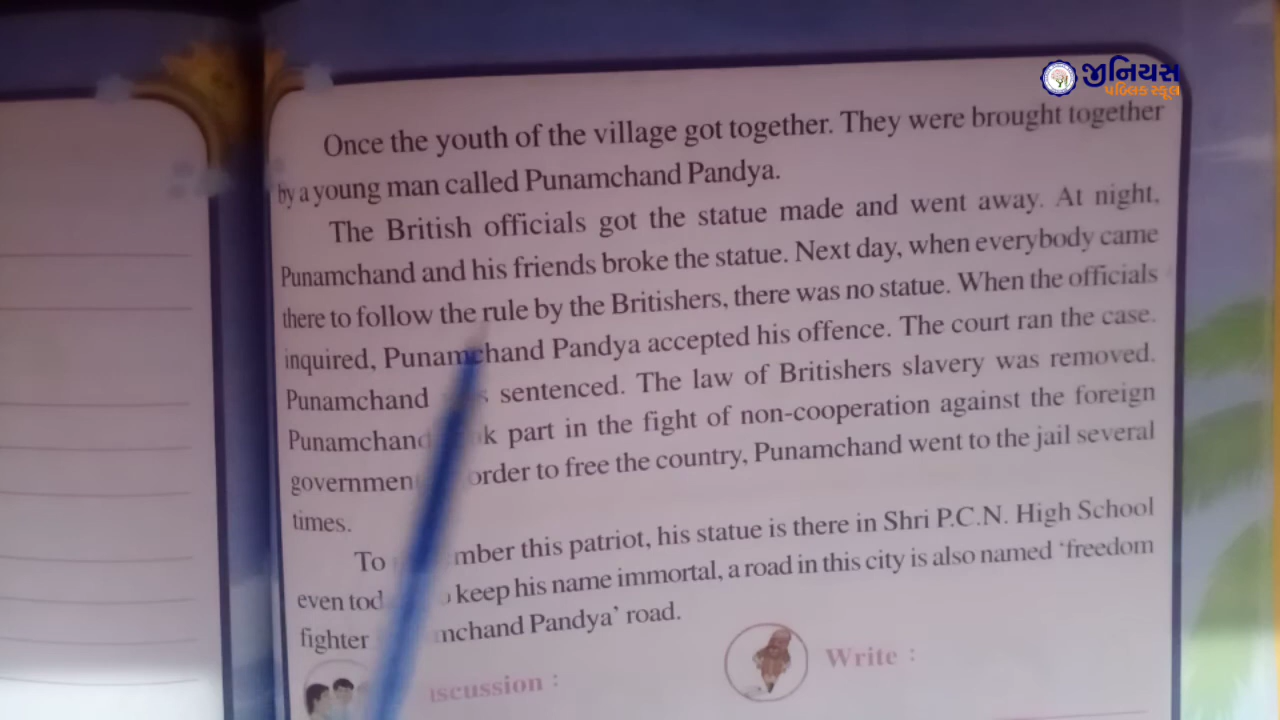 જીનિયસ
પબ્લિક સ્કૂલ
Once the youth of the village got together. They were brought together
by a young man called Punamchand Pandya.
The British officials got the statue made and went away. At night,
Punamchand and his friends broke the statue. Next day, when everybody came
there to follow the rule by the Britishers, there was no statue. When the officials
inquired, Punamchand Pandya accepted his offence. The court ran the case.
Punamchand sentenced. The law of Britishers slavery was removed.
Punamchand part in the fight of non-cooperation against the foreign
order to free the country, Punamchand went to the jail several
times.
To this patriot, his statue is there in Shri P.C.N. High School
even keep his name immortal, a road in this city is also named ‘freedom
fighter Pandya’ road.
Write :